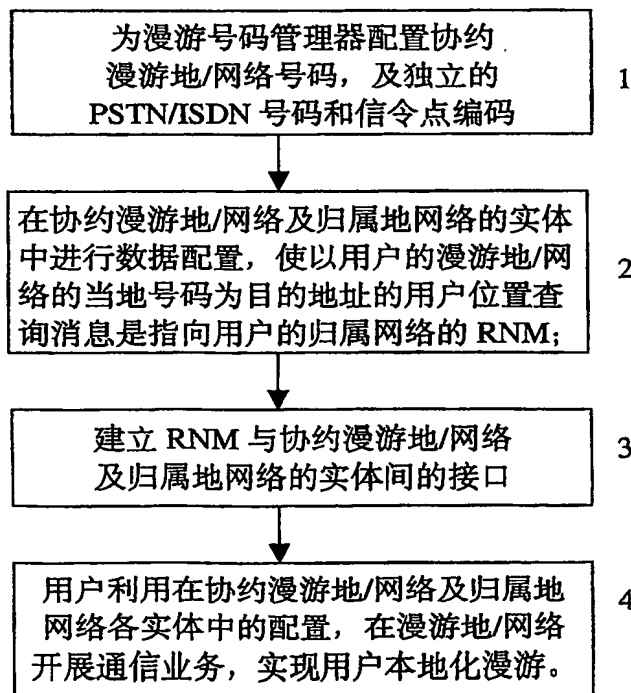 为漫游号码管理器配置协约
漫游地/网络号码，及独立的
PSTN/ISDN 号码和信令点编码
1
在协约漫游地/网络及归属地网络的实体
中进行数据配置，使以用户的漫游地/网
络的当地号码为目的地址的用户位置查
询消息是指向用户的归属网络的 RNM；
2
建立 RNM 与协约漫游地/网络
及归属地网络的实体间的接口
3
用户利用在协约漫游地/网络及归属地
网络各实体中的配置，在漫游地/网络
开展通信业务，实现用户本地化漫游。
4